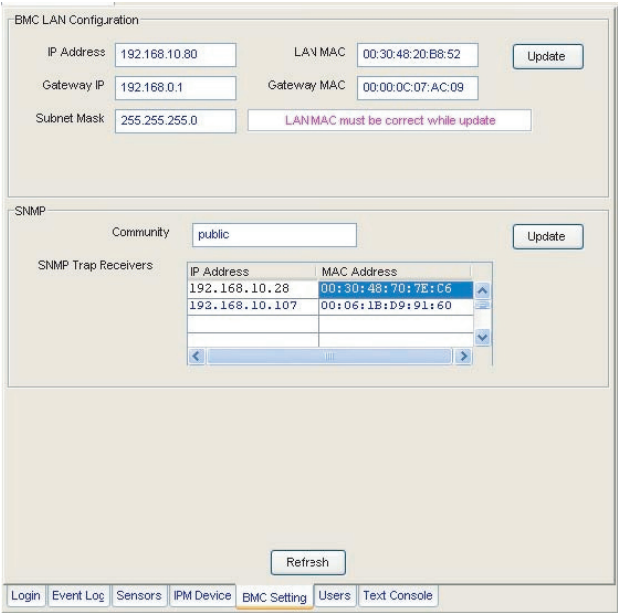 BMC LAN Configuration
IP Address 192.168.10.80 LAN MAC 00:30:48:20:B8:52 Update
Gateway IP 192.168.0.1 Gateway MAC 00:00:0C:07:AC:09
Subnet Mask 255.255.255.0 LAN MAC must be correct while update
SNMP
Community public Update
SNMP Trap Receivers
IP Address MAC Address
192.168.10.28 00:30:48:70:7E:C6
192.168.10.107 00:06:1B:D9:91:60
Refresh
Login Event Log Sensors IPM Device BMC Setting Users Text Console